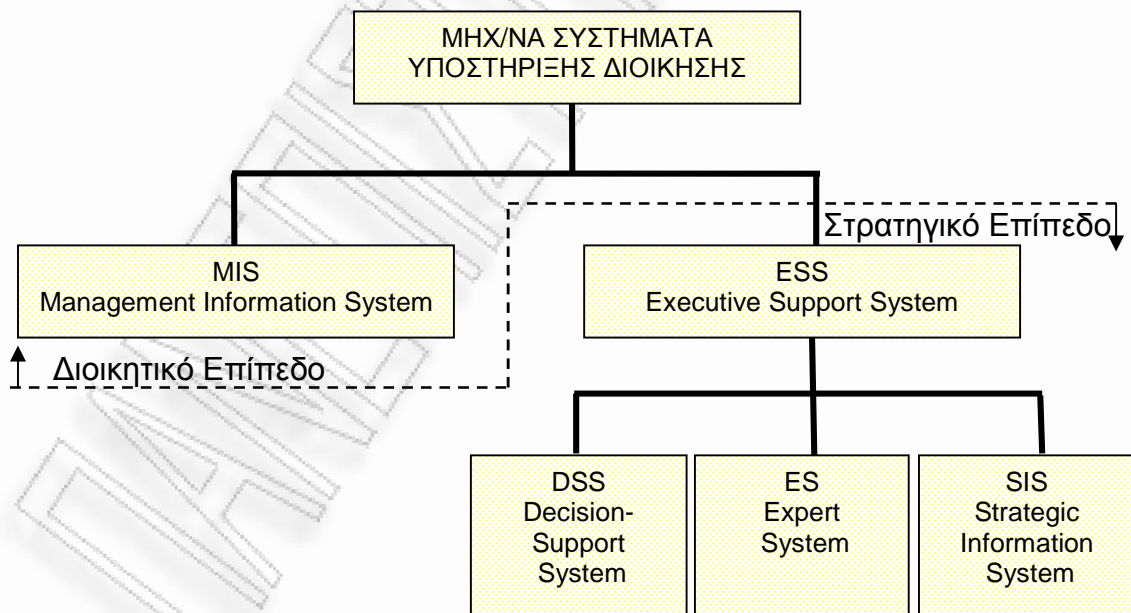 ΜΗΧ/ΝΑ ΣΥΣΤΗΜΑΤΑ
ΥΠΟΣΤΗΡΙΞΗΣ ΔΙΟΙΚΗΣΗΣ
Στρατηγικό Επίπεδο
MIS
Management Information System
ESS
Executive Support System
Διοικητικό Επίπεδο
DSS
Decision-
Support
System
ES
Expert
System
SIS
Strategic
Information
System